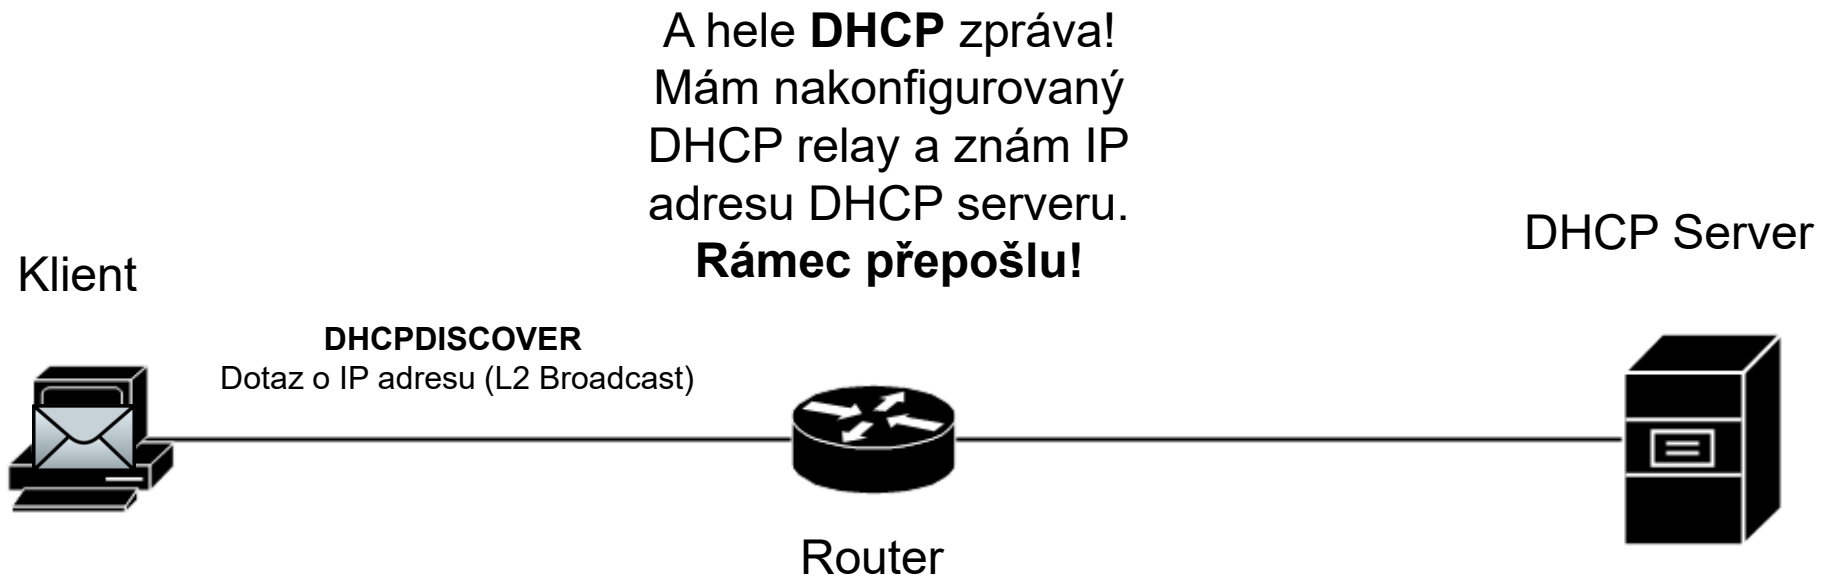 A hele DHCP zpráva!
Mám nakonfigurovaný
DHCP relay a znám IP
adresu DHCP serveru.
Rámec přepošlu!
DHCP Server
Klient
DHCPDISCOVER
Dotaz o IP adresu (L2 Broadcast)
Router